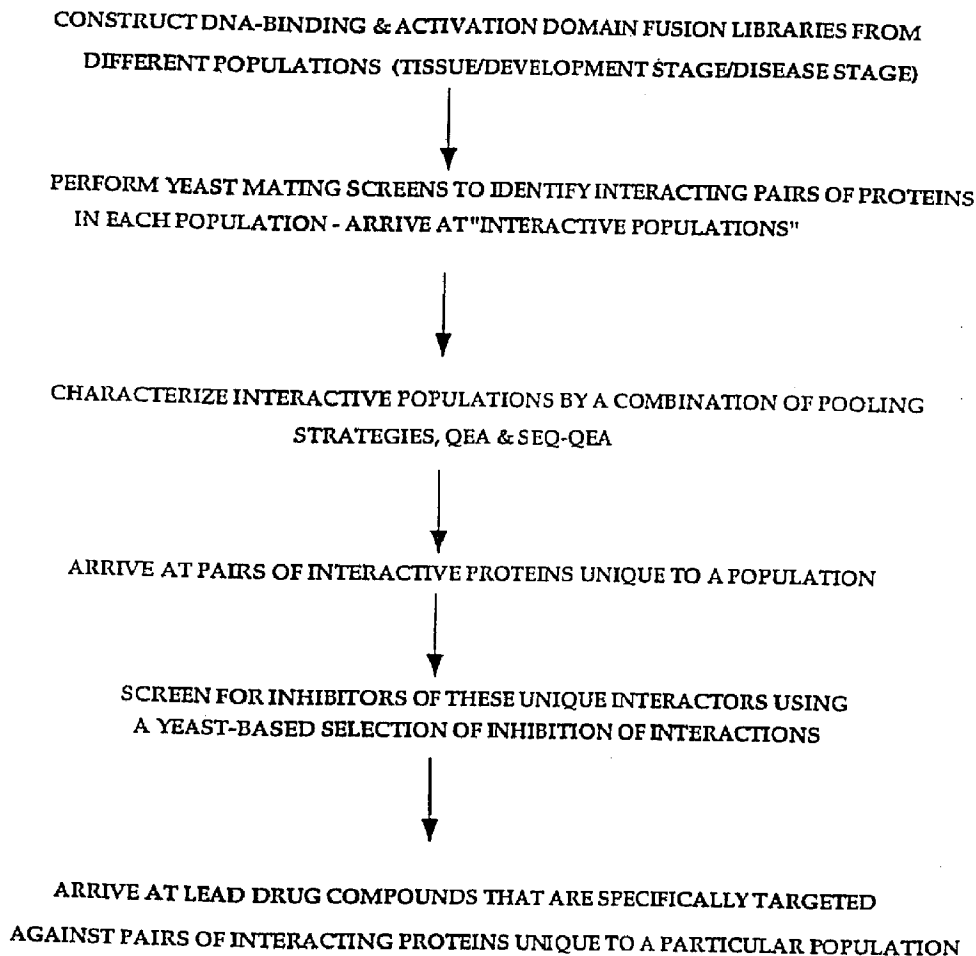 CONSTRUCT DNA-BINDING & ACTIVATION DOMAIN FUSION LIBRARIES FROM
DIFFERENT POPULATIONS (TISSUE/DEVELOPMENT STAGE/DISEASE STAGE)
PERFORM YEAST MATING SCREENS TO IDENTIFY INTERACTING PAIRS OF PROTEINS
IN EACH POPULATION - ARRIVE AT "INTERACTIVE POPULATIONS"
CHARACTERIZE INTERACTIVE POPULATIONS BY A COMBINATION OF POOLING
STRATEGIES, QEA & SEQ-QEA
ARRIVE AT PAIRS OF INTERACTIVE PROTEINS UNIQUE TO A POPULATION
SCREEN FOR INHIBITORS OF THESE UNIQUE INTERACTORS USING
A YEAST-BASED SELECTION OF INHIBITION OF INTERACTIONS
ARRIVE AT LEAD DRUG COMPOUNDS THAT ARE SPECIFICALLY TARGETED
AGAINST PAIRS OF INTERACTING PROTEINS UNIQUE TO A PARTICULAR POPULATION